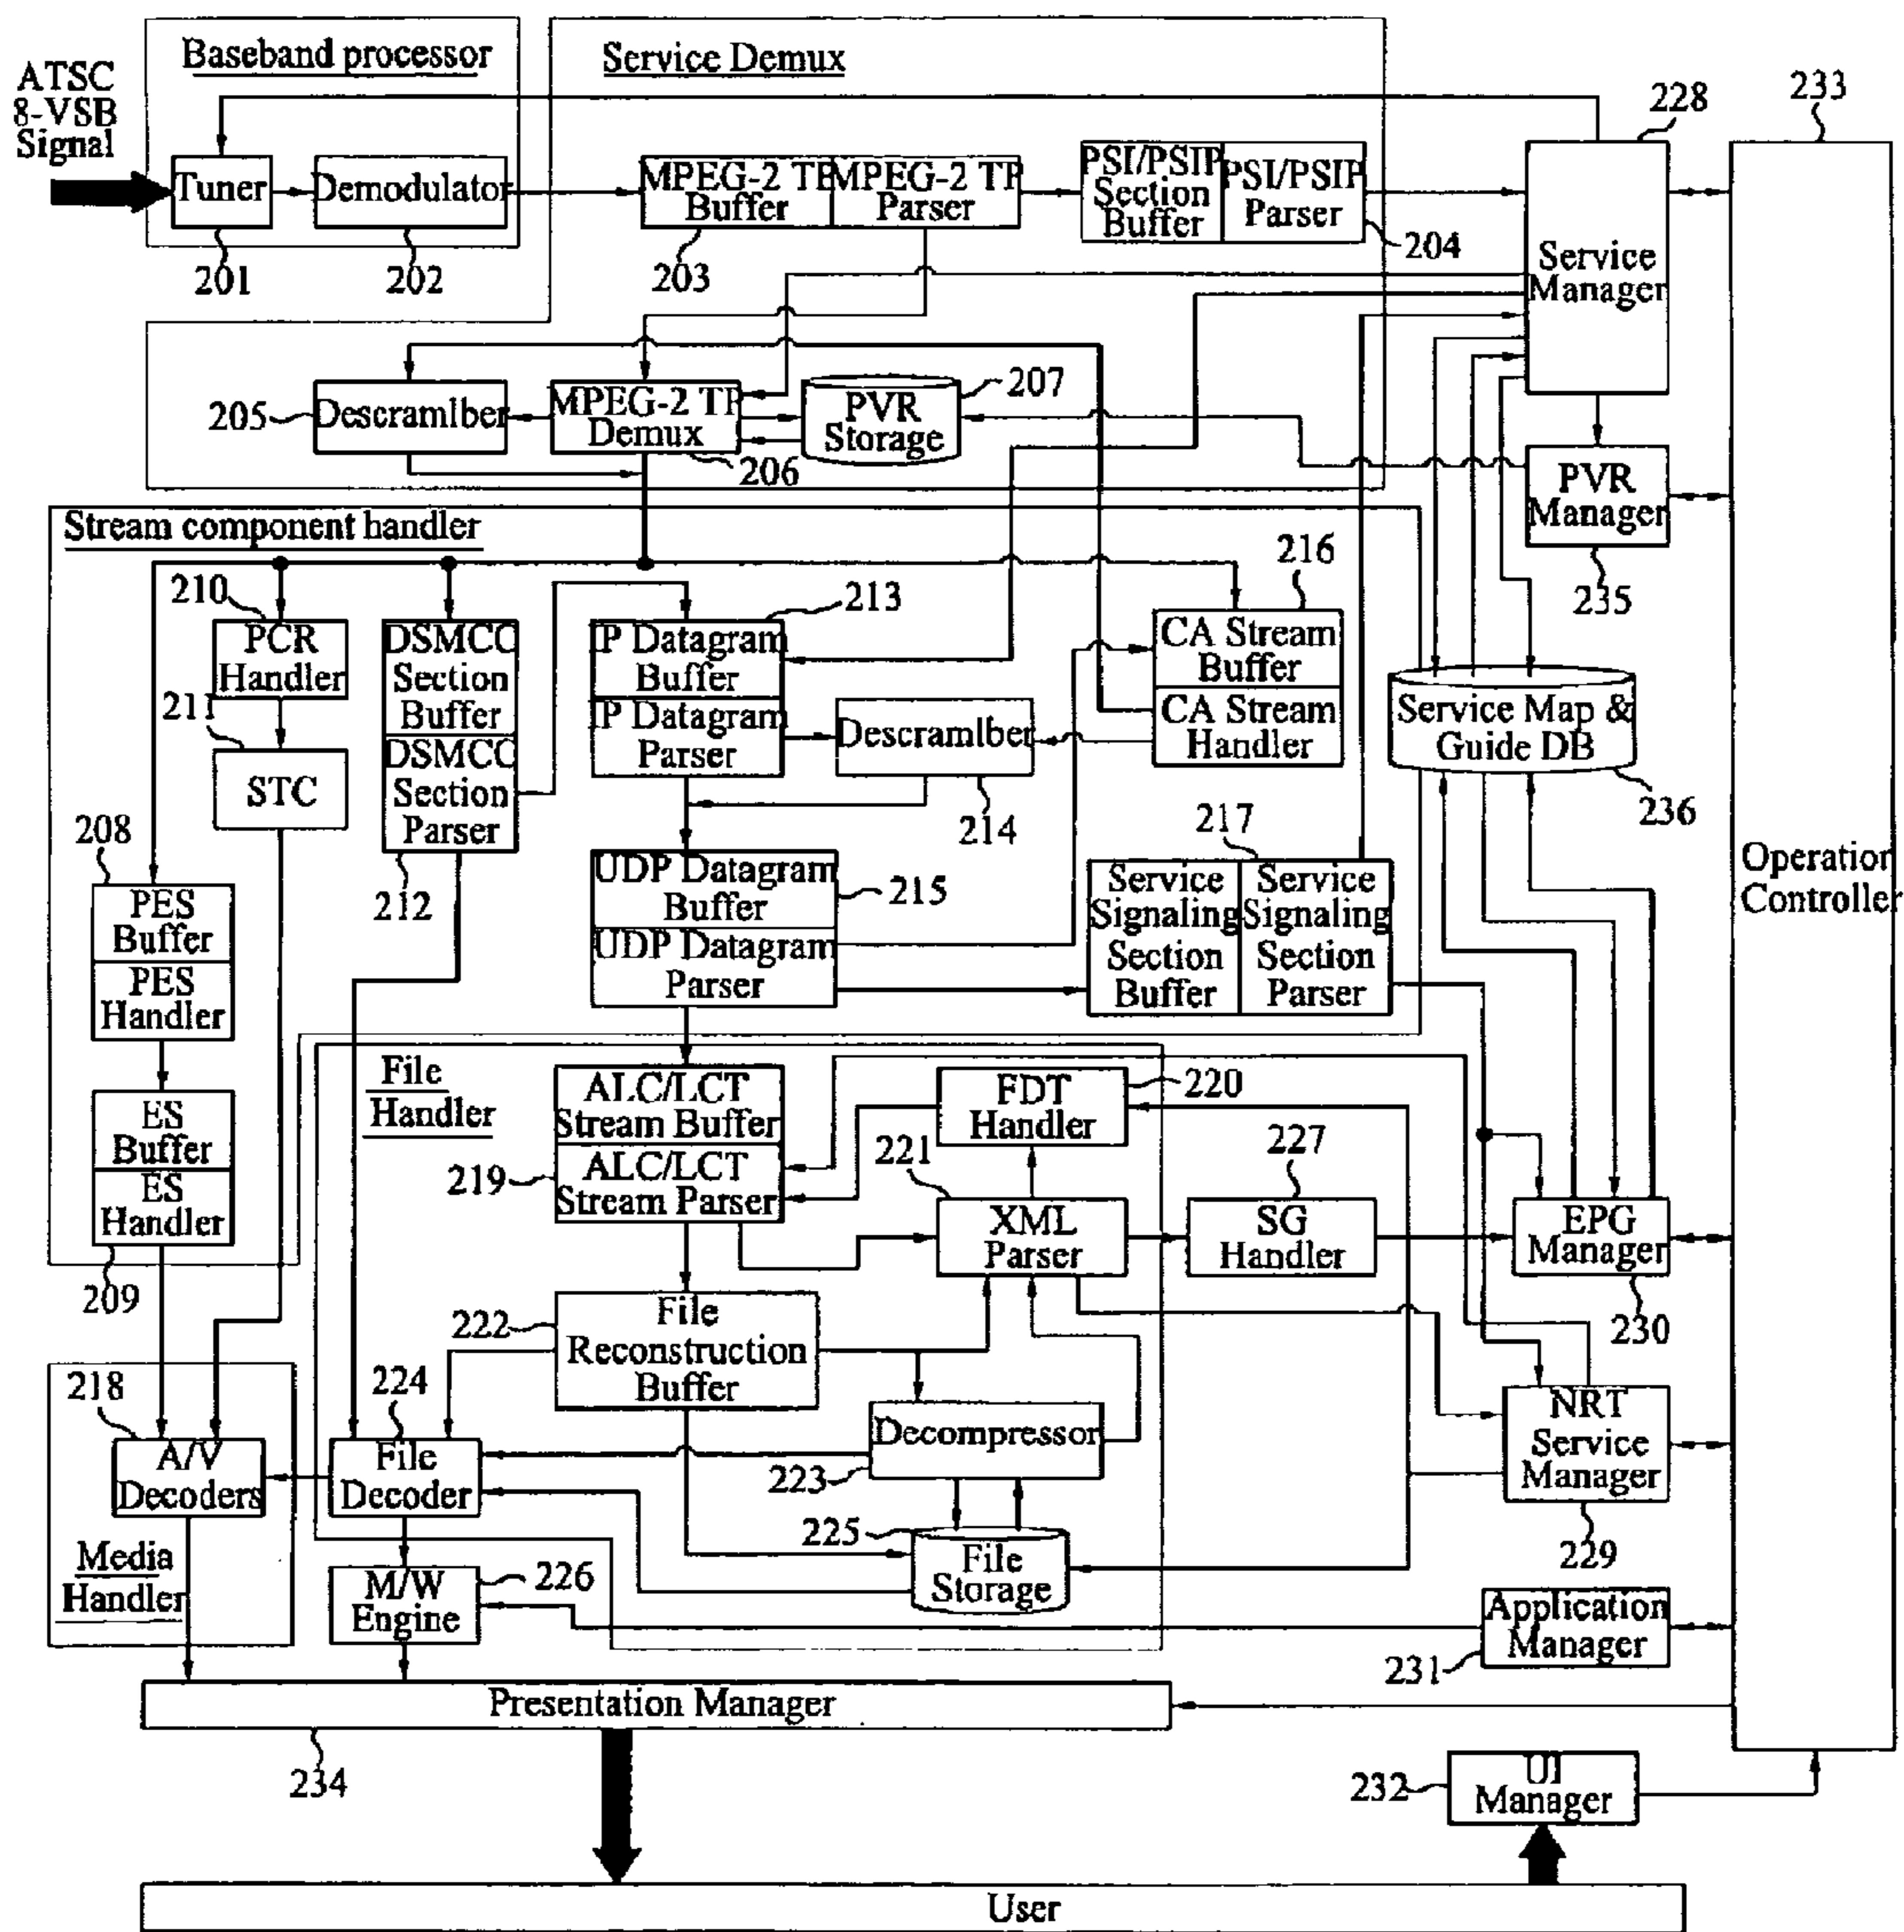 Baseband processor
Service Demux
ATSC
8-VSB
Signal
233
228
Tuner
Demodulator
MPEG-2 TP
Buffer
MPEG-2 TP
Parser
PSI/PSIP
Section
Buffer
PSI/PSIP
Parser
Service
Manager
201
202
203
204
205
Descramlber
MPEG-2 TP
Demux
206
PVR
Storage
207
PVR
Manager
235
Stream component handler
210
PCR
Handler
211
STC
DSMCC
Section
Buffer
DSMCC
Section
Parser
212
213
IP Datagram
Buffer
IP Datagram
Parser
Descramlber
214
216
CA Stream
Buffer
CA Stream
Handler
Service Map &
Guide DB
236
Operation
Controller
208
PES
Buffer
PES
Handler
UDP Datagram
Buffer
UDP Datagram
Parser
215
217
Service
Signaling
Section
Buffer
Service
Signaling
Section
Parser
ES
Buffer
ES
Handler
209
File
Handler
ALC/LCT
Stream Buffer
ALC/LCT
Stream Parser
219
FDT
Handler
220
221
XML
Parser
227
SG
Handler
EPG
Manager
230
222
File
Reconstruction
Buffer
218
A/V
Decoders
224
File
Decoder
Decompressor
223
NRT
Service
Manager
229
225
File
Storage
Media
Handler
M/W
Engine
226
Application
Manager
231
Presentation Manager
234
232
UI
Manager
User